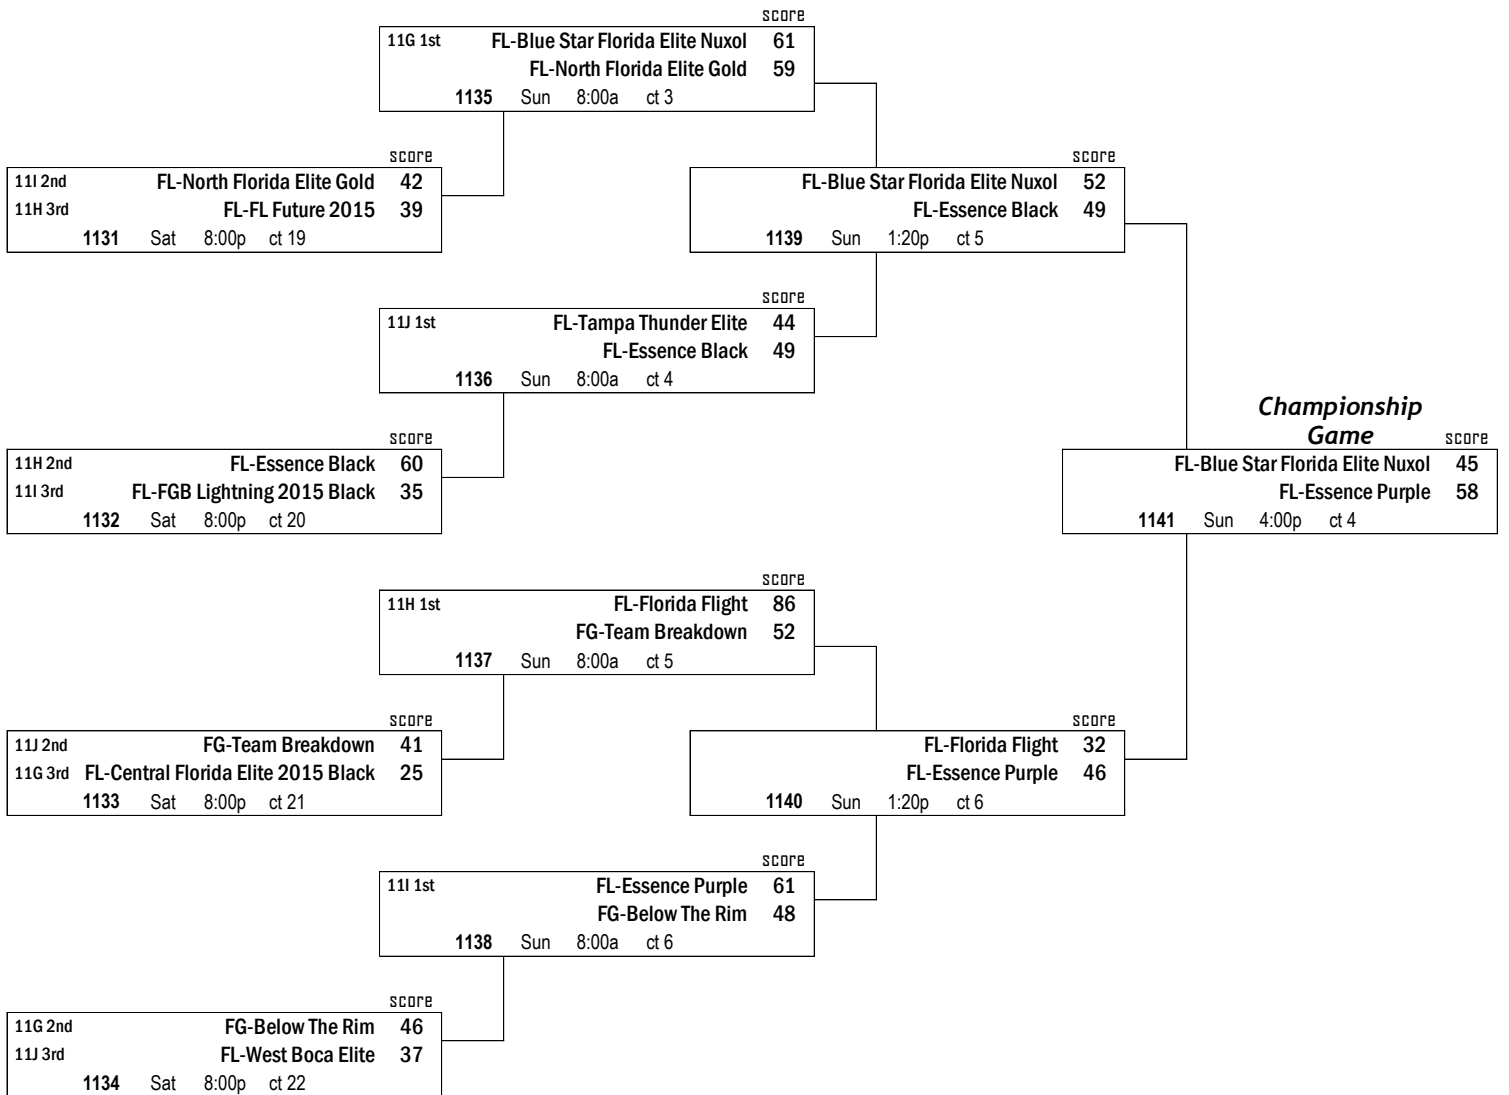 score
11G 1st FL-Blue Star Florida Elite Nuxol 61
FL-North Florida Elite Gold 59
1135 Sun 8:00a ct 3
score
11I 2nd FL-North Florida Elite Gold 42
11H 3rd FL-FL Future 2015 39
1131 Sat 8:00p ct 19
score
FL-Blue Star Florida Elite Nuxol 52
FL-Essence Black 49
1139 Sun 1:20p ct 5
score
11J 1st FL-Tampa Thunder Elite 44
FL-Essence Black 49
1136 Sun 8:00a ct 4
score
11H 2nd FL-Essence Black 60
11I 3rd FL-FGB Lightning 2015 Black 35
1132 Sat 8:00p ct 20
Championship
Game score
FL-Blue Star Florida Elite Nuxol 45
FL-Essence Purple 58
1141 Sun 4:00p ct 4
score
11H 1st FL-Florida Flight 86
FG-Team Breakdown 52
1137 Sun 8:00a ct 5
score
11J 2nd FG-Team Breakdown 41
11G 3rd FL-Central Florida Elite 2015 Black 25
1133 Sat 8:00p ct 21
score
FL-Florida Flight 32
FL-Essence Purple 46
1140 Sun 1:20p ct 6
score
11I 1st FL-Essence Purple 61
FG-Below The Rim 48
1138 Sun 8:00a ct 6
score
11G 2nd FG-Below The Rim 46
11J 3rd FL-West Boca Elite 37
1134 Sat 8:00p ct 22